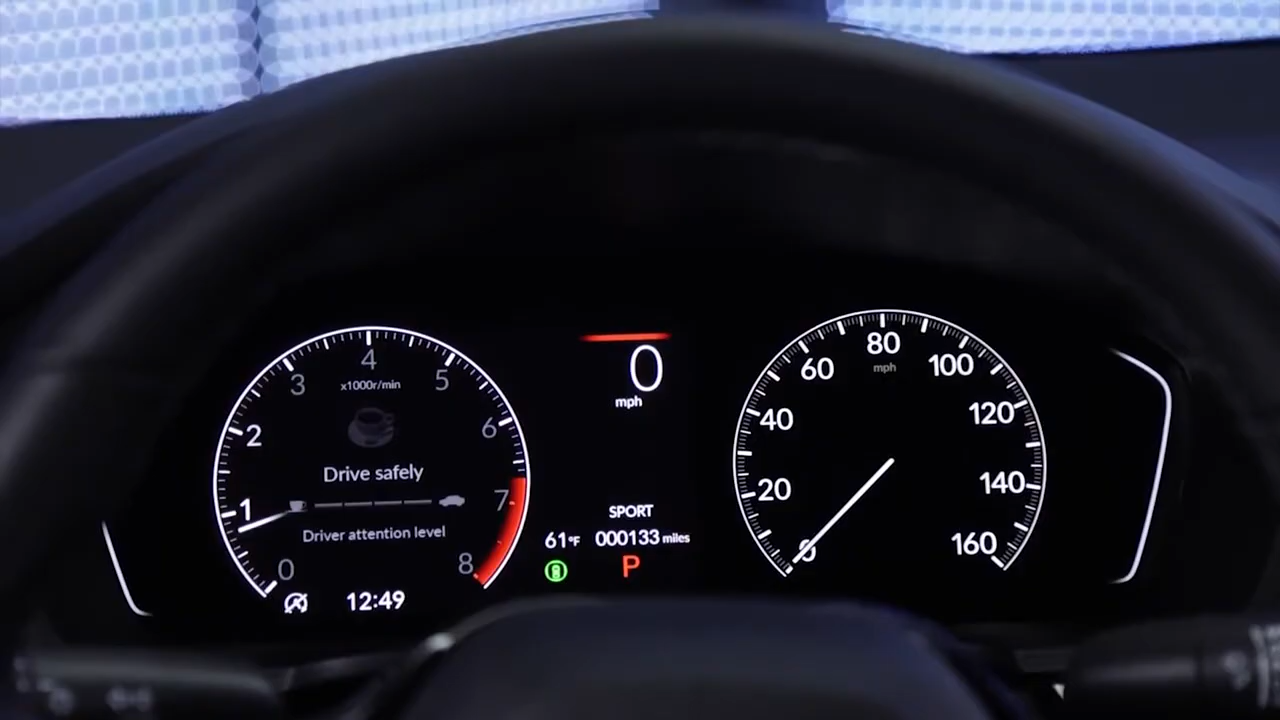 4
3
5
x1000r/min
2
6
Drive safely
1
7
Driver attention level
0
8
12:49
0
mph
SPORT
61°F
000133 miles
P
80
60
mph
100
40
120
20
140
0
160